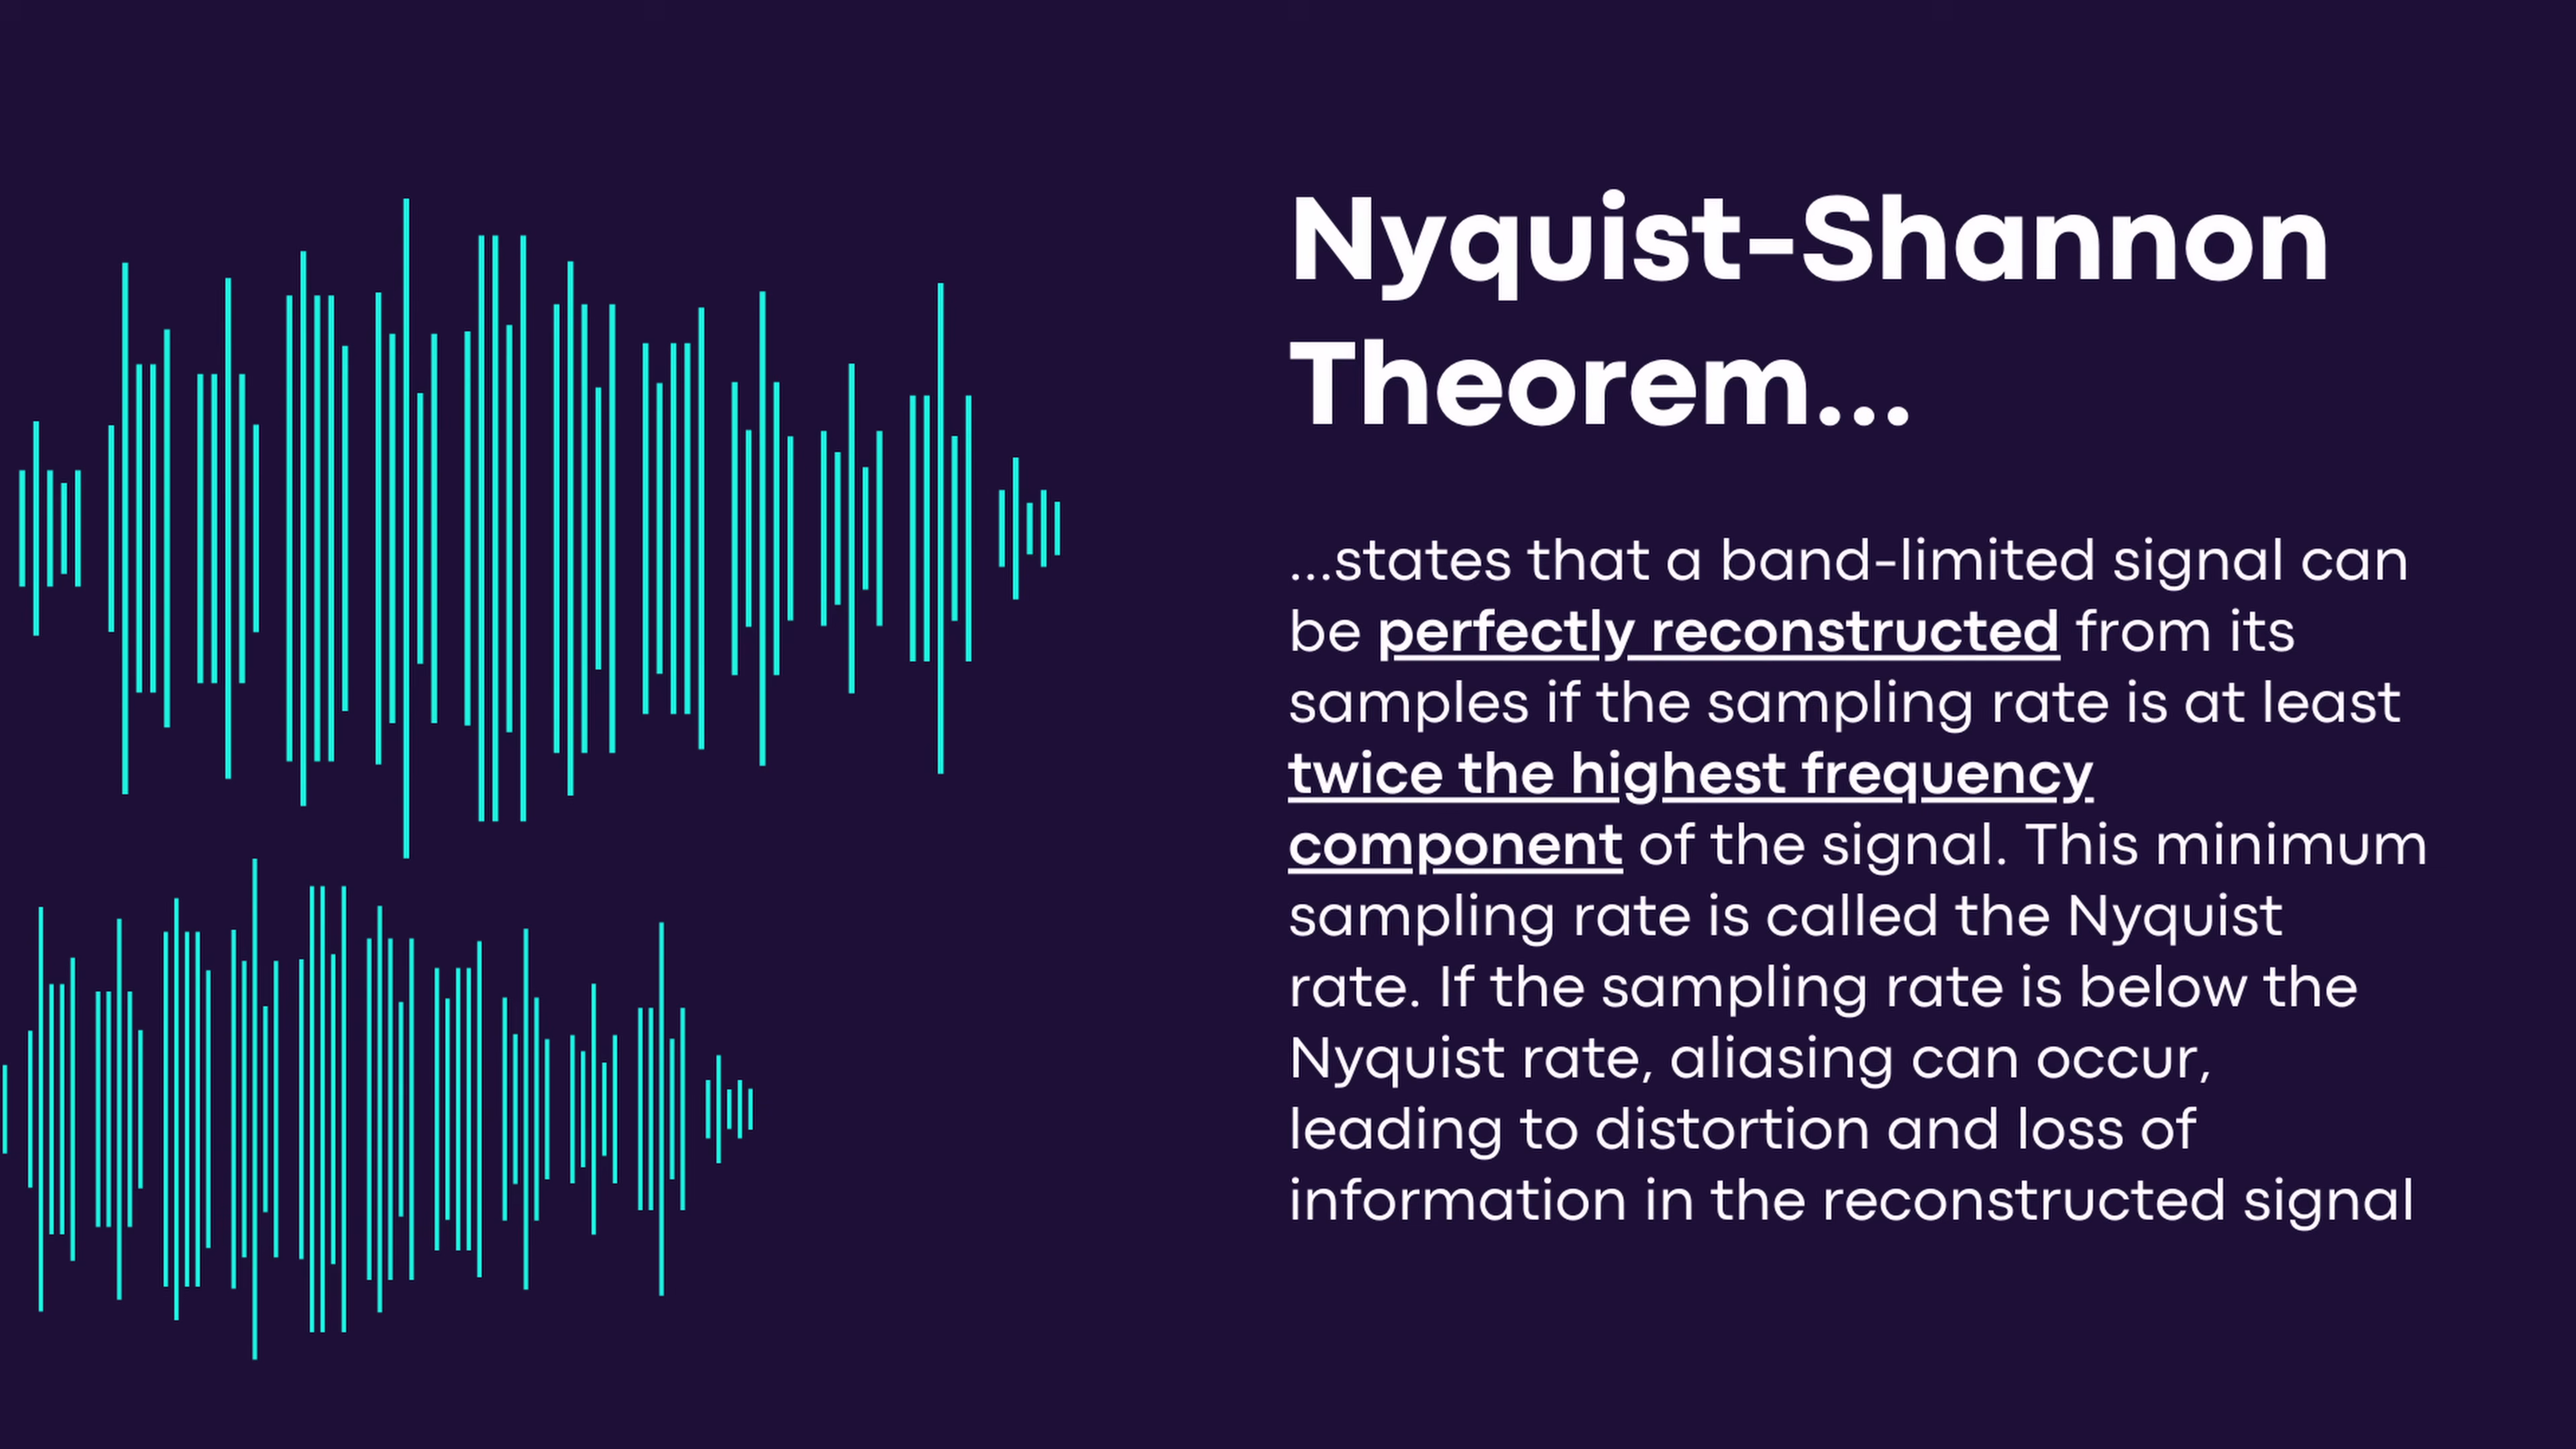 Nyquist-Shannon
Theorem...
...states that a band-limited signal can
be perfectly reconstructed from its
samples if the sampling rate is at least
twice the highest frequency
component of the signal. This minimum
sampling rate is called the Nyquist
rate. If the sampling rate is below the
Nyquist rate, aliasing can occur,
leading to distortion and loss of
information in the reconstructed signal